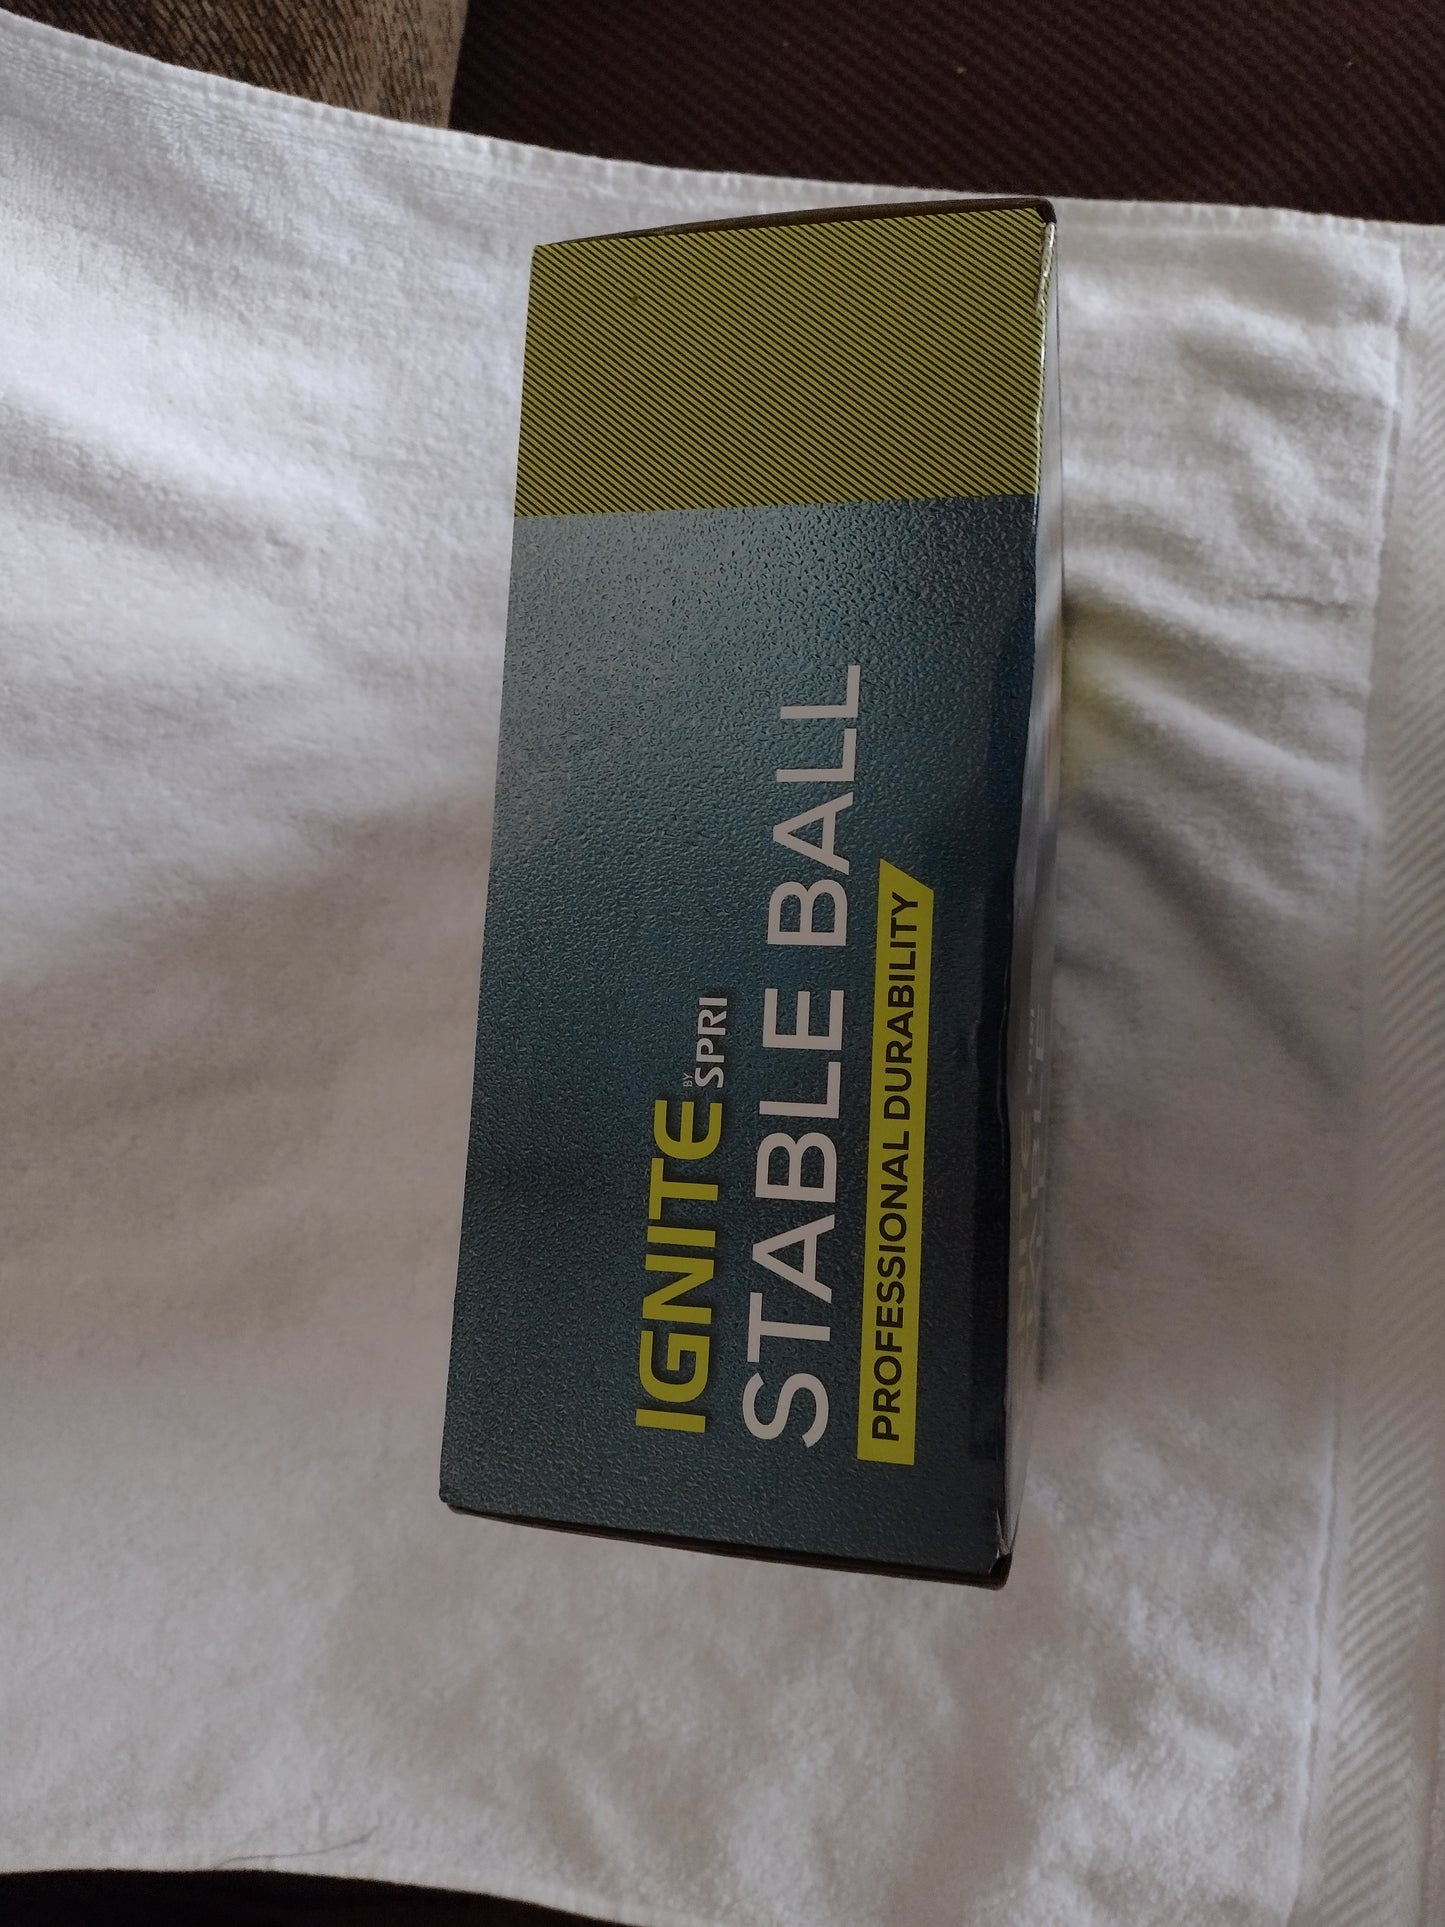 IGNITE BY SPRI
STABLE BALL
PROFESSIONAL DURABILITY